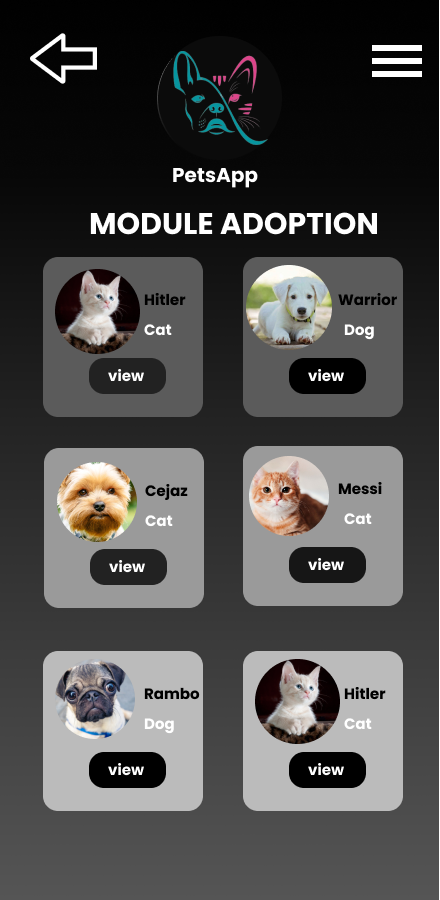 PetsApp
MODULE ADOPTION
Hitler
Cat
view
Warrior
Dog
view
Cejaz
Cat
view
Messi
Cat
view
Rambo
Dog
view
Hitler
Cat
view